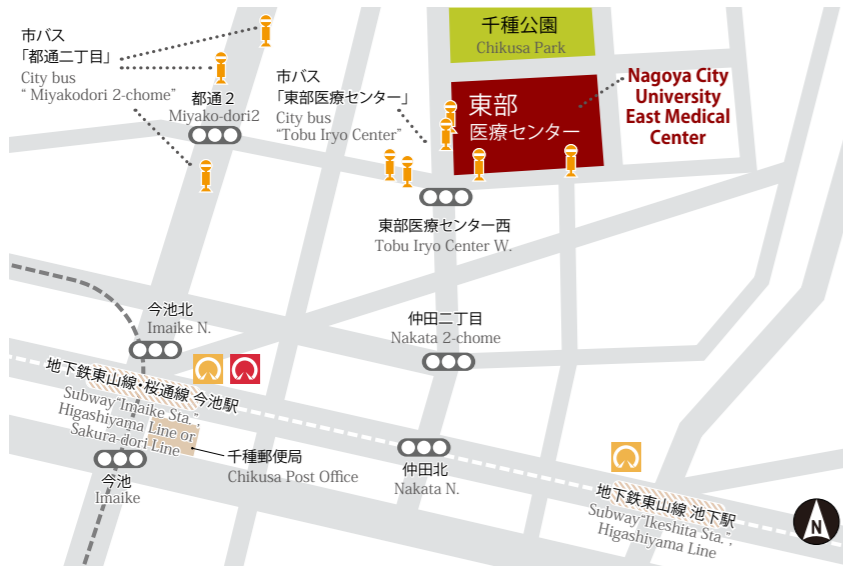 市バス
「都通二丁目」
City bus
“ Miyakodori 2-chome”
都通 2
Miyako-dori2
市バス
「東部医療センター」
City bus
“Tobu Iryo Center”
千種公園
Chikusa Park
東部
医療センター
Nagoya City
University
East Medical
Center
東部医療センター西
Tobu Iryo Center W.
今池北
Imaike N.
仲田二丁目
Nakata 2-chome
地下鉄東山線・桜通線 今池駅
Subway“Imaike Sta.”,
Higashiyama Line or
Sakura-dori Line
千種郵便局
Chikusa Post Office
今池
Imaike
仲田北
Nakata N.
地下鉄東山線 池下駅
Subway“Ikeshita Sta.”,
Higashiyama Line
N